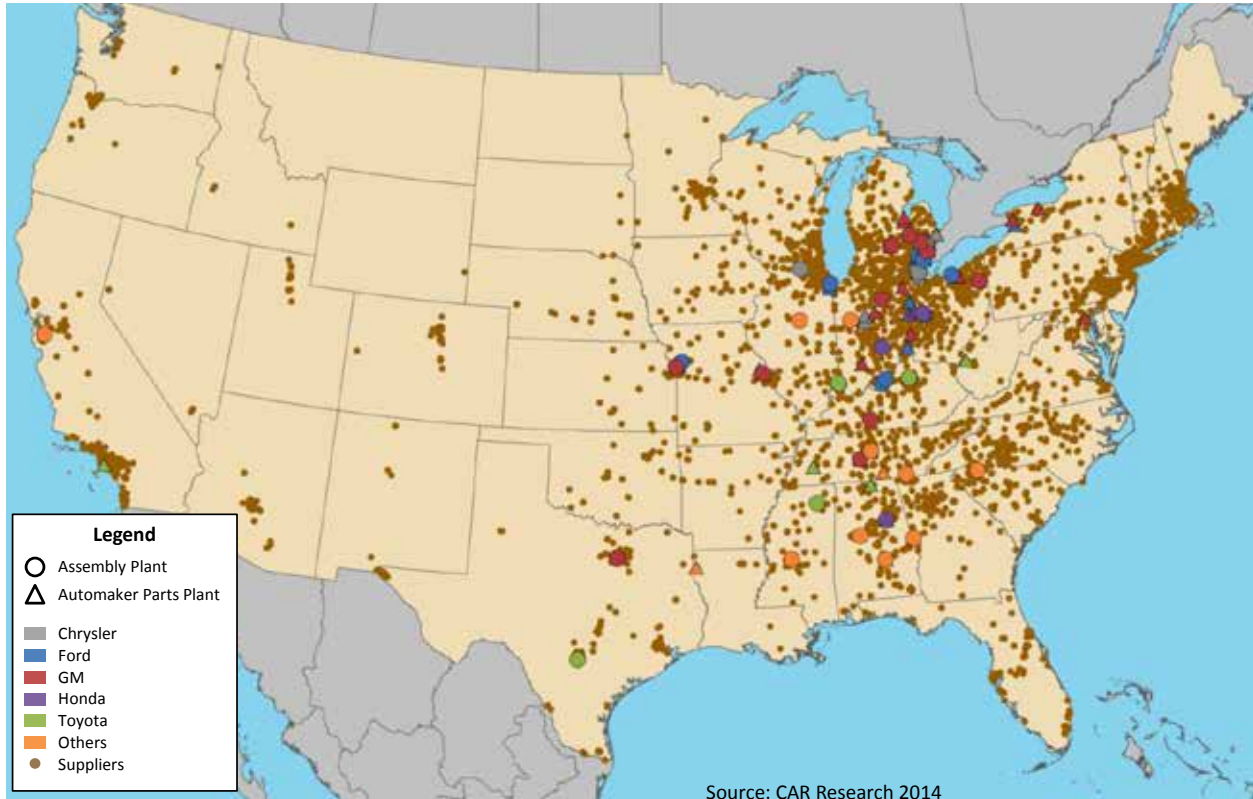 Legend
Assembly Plant
Automaker Parts Plant
Chrysler
Ford
GM
Honda
Toyota
Others
Suppliers
Source: CAR Research 2014